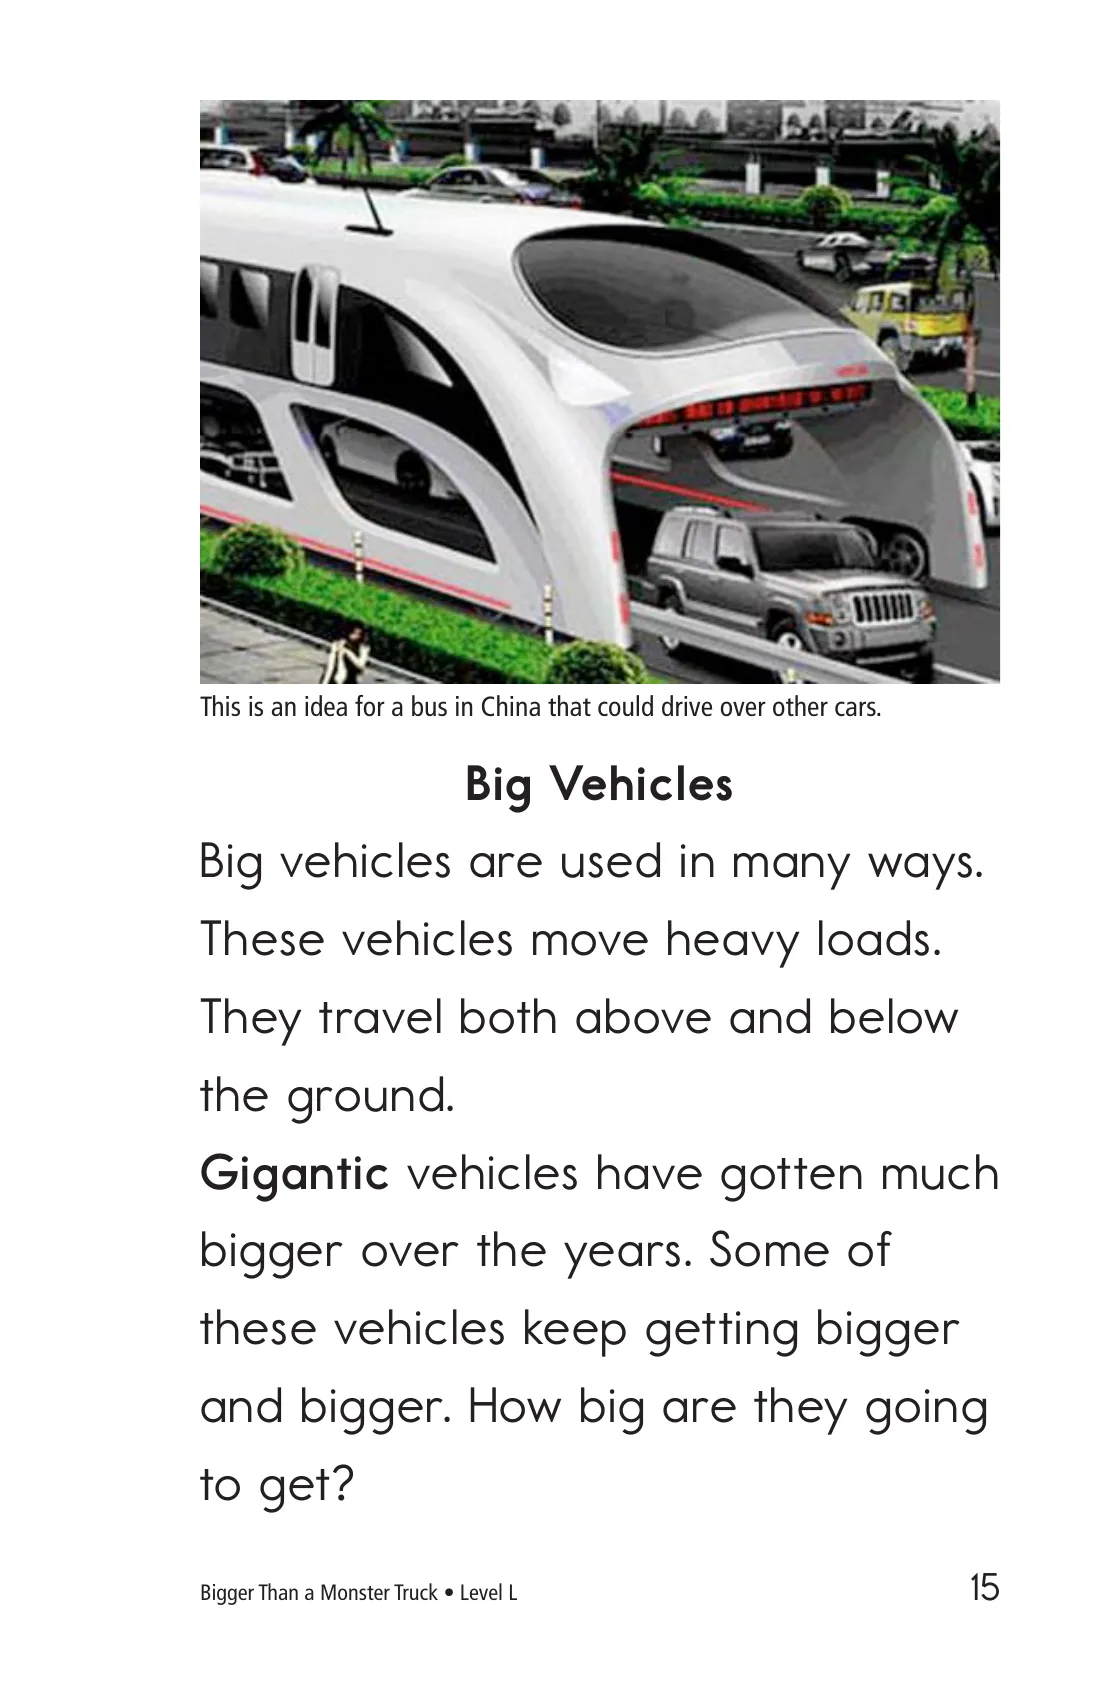 This is an idea for a bus in China that could drive over other cars.
Big Vehicles
Big vehicles are used in many ways.
These vehicles move heavy loads.
They travel both above and below
the ground.
Gigantic vehicles have gotten much
bigger over the years. Some of
these vehicles keep getting bigger
and bigger. How big are they going
to get?
Bigger Than a Monster Truck • Level L
15